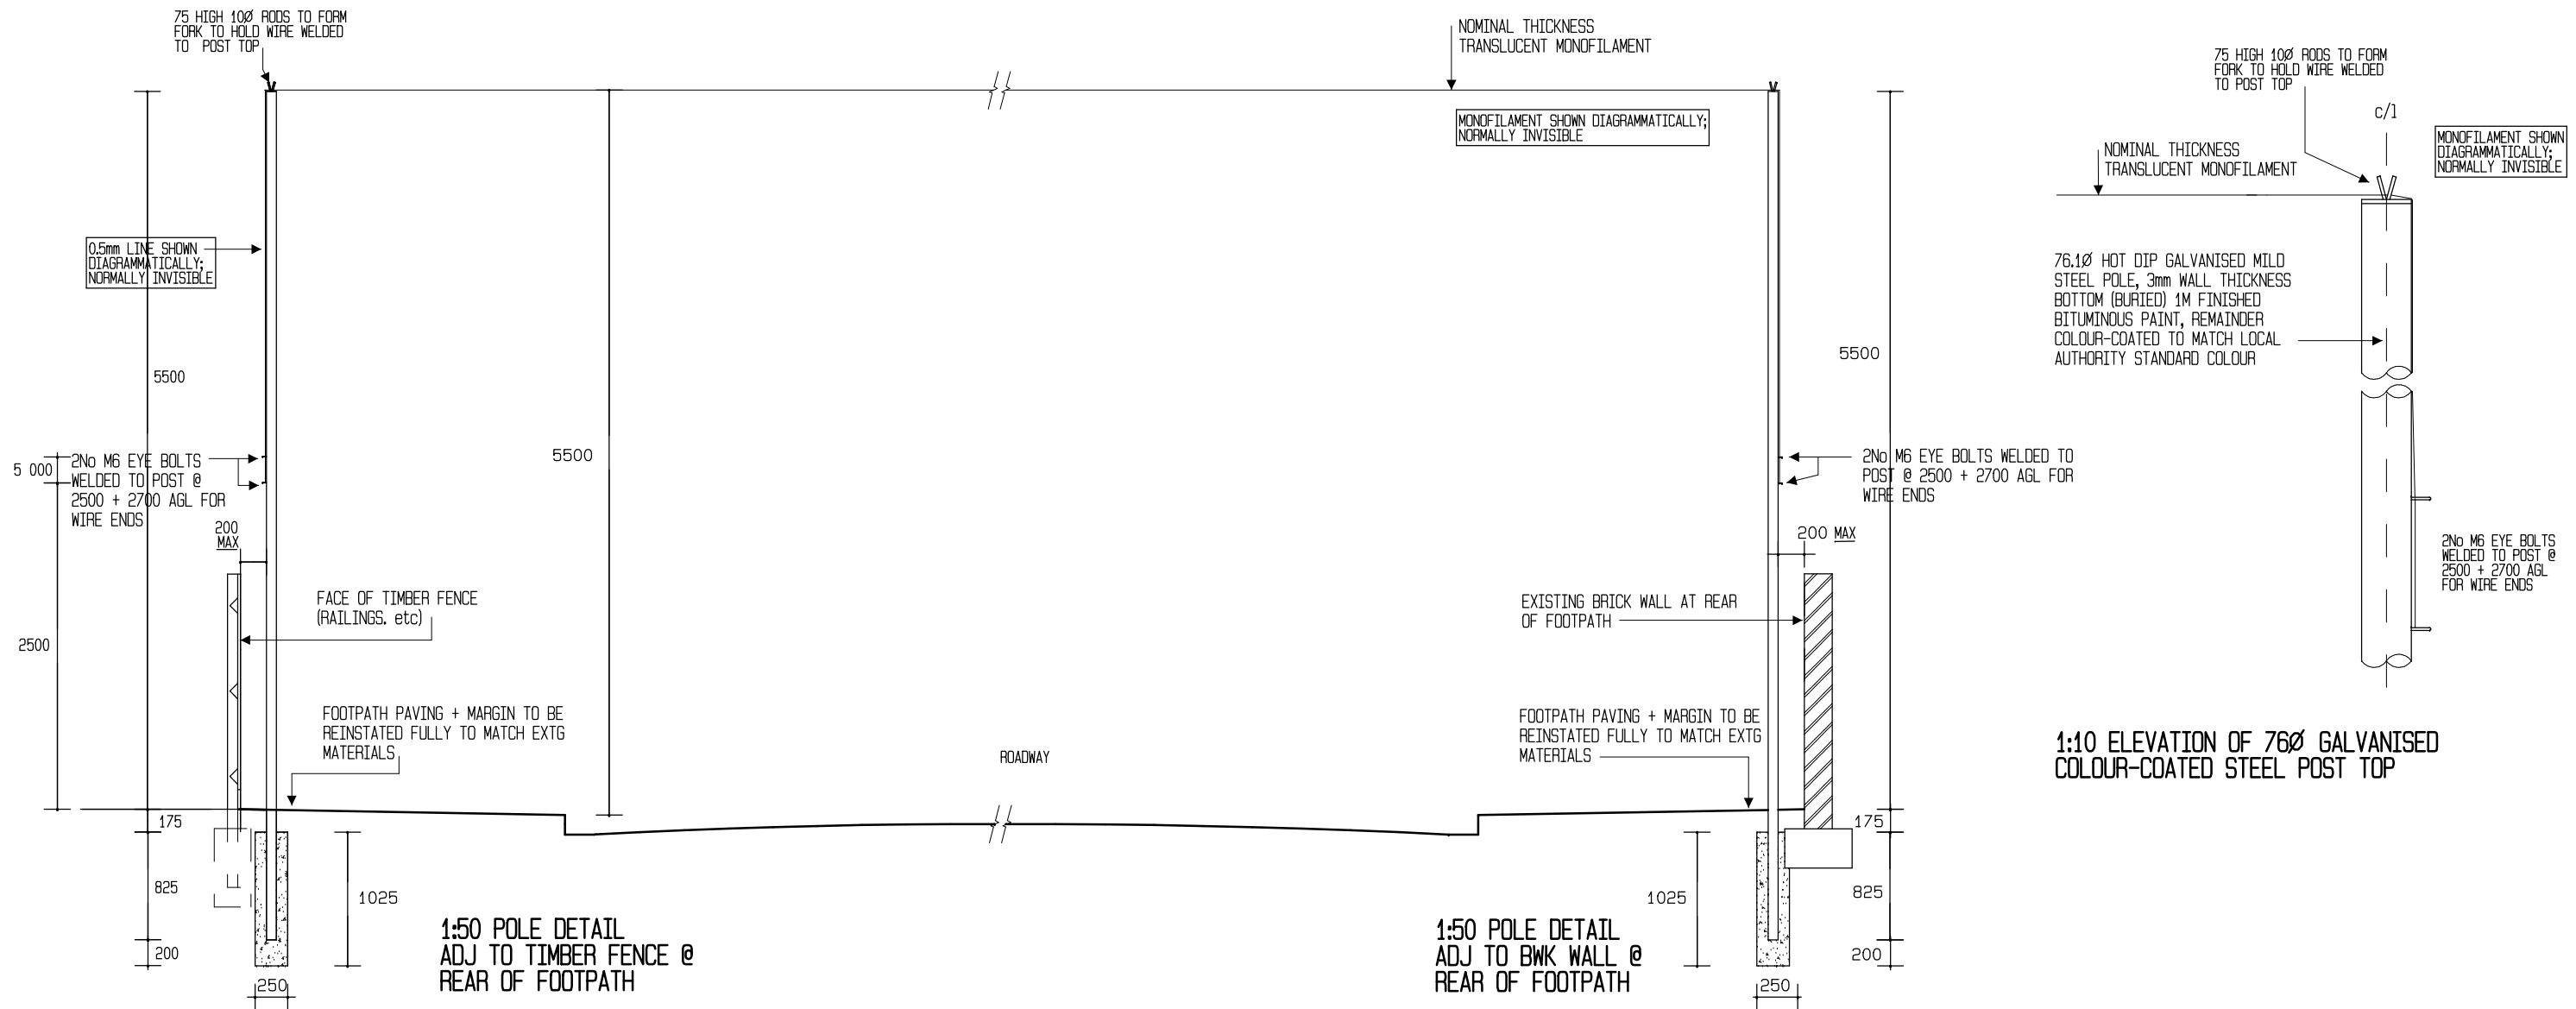 75 HIGH 10Ø RODS TO FORM
FORK TO HOLD WIRE WELDED
TO POST TOP
NOMINAL THICKNESS
TRANSLUCENT MONOFILAMENT
MONOFILAMENT SHOWN DIAGRAMMATICALLY;
NORMALLY INVISIBLE
75 HIGH 10Ø RODS TO FORM
FORK TO HOLD WIRE WELDED
TO POST TOP
c/l
MONOFILAMENT SHOWN
DIAGRAMMATICALLY;
NORMALLY INVISIBLE
NOMINAL THICKNESS
TRANSLUCENT MONOFILAMENT
0.5mm LINE SHOWN
DIAGRAMMATICALLY;
NORMALLY INVISIBLE
76.1Ø HOT DIP GALVANISED MILD
STEEL POLE, 3mm WALL THICKNESS
BOTTOM (BURIED) 1M FINISHED
BITUMINOUS PAINT, REMAINDER
COLOUR-COATED TO MATCH LOCAL
AUTHORITY STANDARD COLOUR
5500
5500
5500
5 000
2No M6 EYE BOLTS
WELDED TO POST @
2500 + 2700 AGL FOR
WIRE ENDS
2No M6 EYE BOLTS WELDED TO
POST @ 2500 + 2700 AGL FOR
WIRE ENDS
200
MAX
200 MAX
2No M6 EYE BOLTS
WELDED TO POST @
2500 + 2700 AGL
FOR WIRE ENDS
FACE OF TIMBER FENCE
(RAILINGS. etc)
EXISTING BRICK WALL AT REAR
OF FOOTPATH
2500
FOOTPATH PAVING + MARGIN TO BE
REINSTATED FULLY TO MATCH EXTG
MATERIALS
ROADWAY
FOOTPATH PAVING + MARGIN TO BE
REINSTATED FULLY TO MATCH EXTG
MATERIALS
1:10 ELEVATION OF 76Ø GALVANISED
COLOUR-COATED STEEL POST TOP
175
825
200
1025
250
1:50 POLE DETAIL
ADJ TO TIMBER FENCE @
REAR OF FOOTPATH
1:50 POLE DETAIL
ADJ TO BWK WALL @
REAR OF FOOTPATH
1025
175
825
200
250